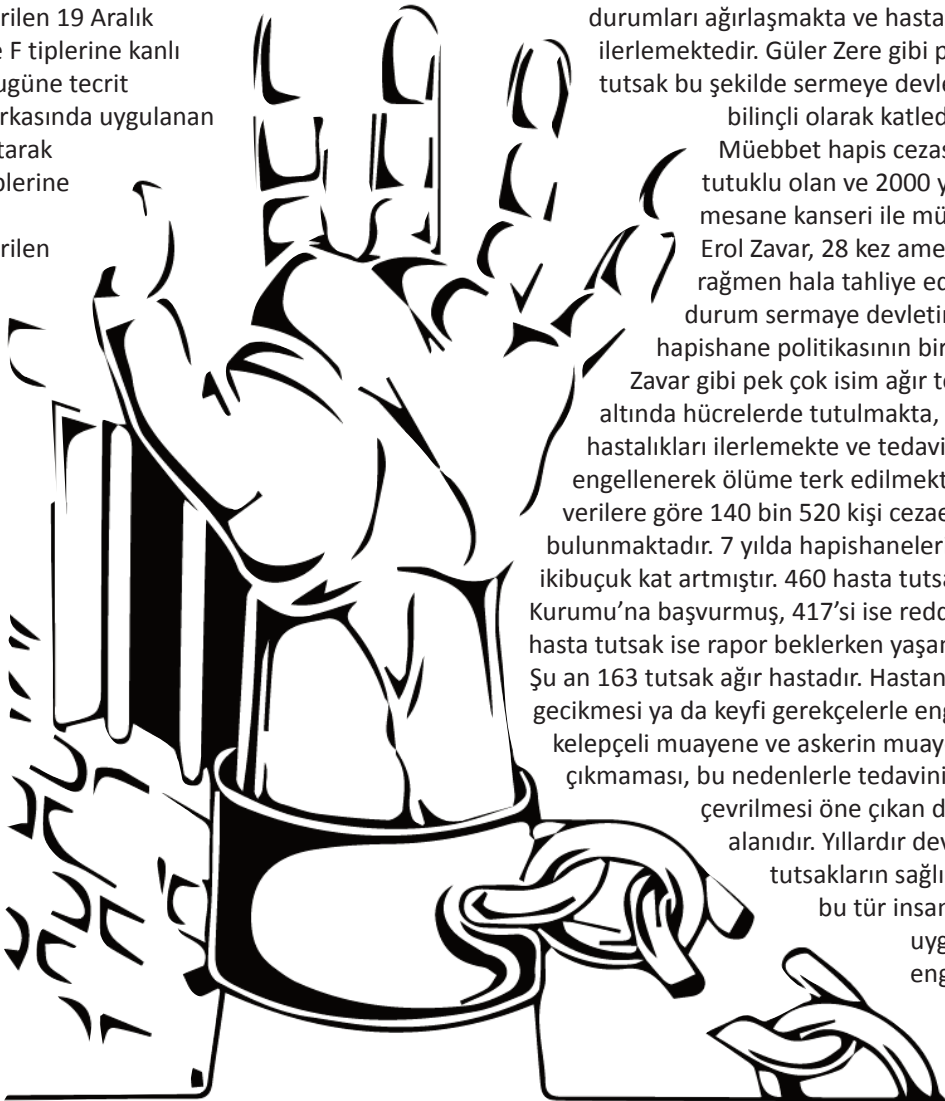 rilen 19 Aralık
e F tiplerine kanlı
ugüne tecrit
rkasında uygulanan
tarak
plerine
rilen
durumları ağırlaşmakta ve hasta
ilerlemektedir. Güler Zere gibi p
tutsak bu şekilde sermeye devle
bilinçli olarak katled
Müebbet hapis cezas
tutuklu olan ve 2000 y
mesane kanseri ile mü
Erol Zavar, 28 kez ame
rağmen hala tahliye ed
durum sermaye devletin
hapishane politikasının bir
Zavar gibi pek çok isim ağır te
altında hücrelerde tutulmakta,
hastalıkları ilerlemekte ve tedavi
engellenerek ölüme terk edilmekt
verilere göre 140 bin 520 kişi cezae
bulunmaktadır. 7 yılda hapishaneler
ikibuçuk kat artmıştır. 460 hasta tutsa
Kurumu’na başvurmuş, 417’si ise redd
hasta tutsak ise rapor beklerken yaşam
Şu an 163 tutsak ağır hastadır. Hastan
gecikmesi ya da keyfi gerekçelerle eng
kelepçeli muayene ve askerin muay
çıkmaması, bu nedenlerle tedavini
çevrilmesi öne çıkan d
alanıdır. Yıllardır dev
tutsakların sağlı
bu tür insan
uyg
eng